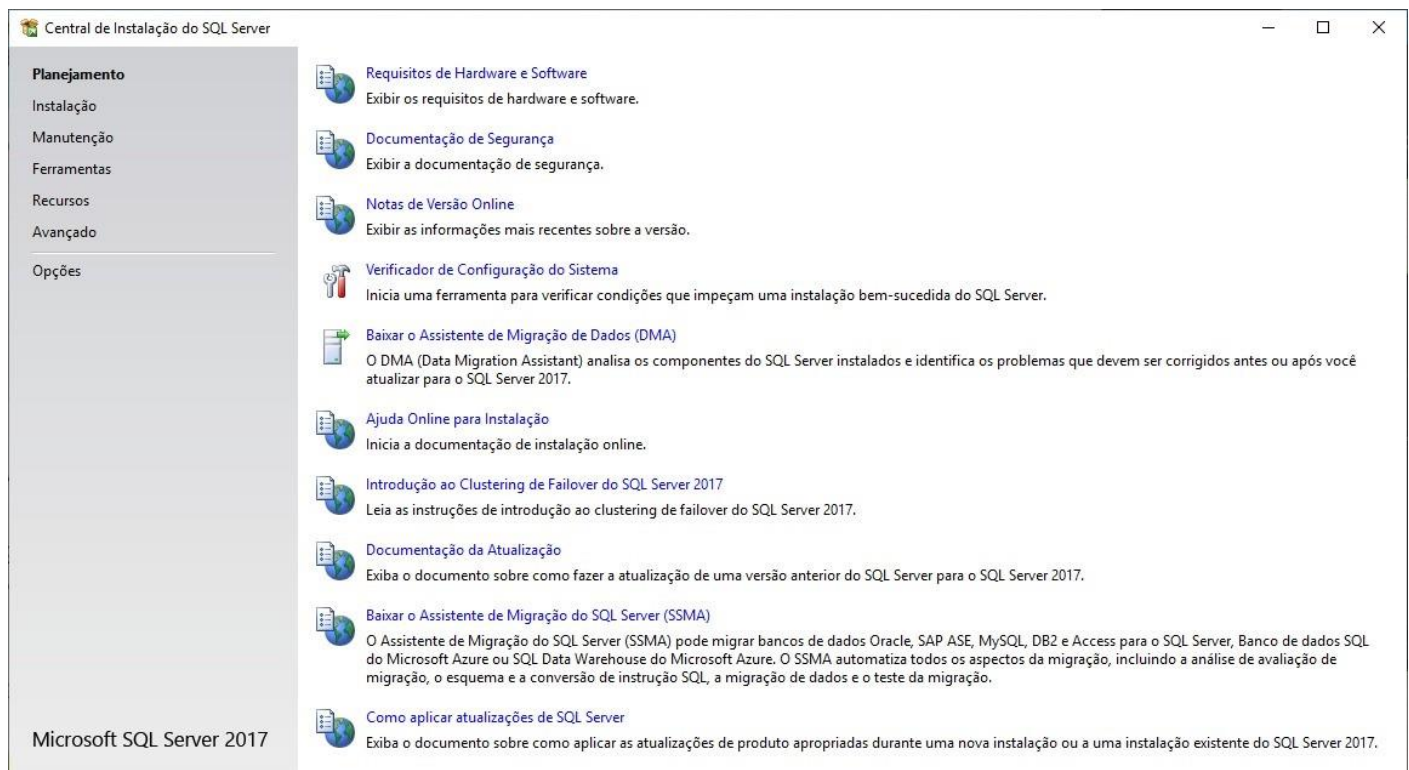 Central de Instalação do SQL Server
Planejamento
Instalação
Manutenção
Ferramentas
Recursos
Avançado
Opções
Microsoft SQL Server 2017
Requisitos de Hardware e Software
Exibir os requisitos de hardware e software.
Documentação de Segurança
Exibir a documentação de segurança.
Notas de Versão Online
Exibir as informações mais recentes sobre a versão.
Verificador de Configuração do Sistema
Inicia uma ferramenta para verificar condições que impeçam uma instalação bem-sucedida do SQL Server.
Baixar o Assistente de Migração de Dados (DMA)
O DMA (Data Migration Assistant) analisa os componentes do SQL Server instalados e identifica os problemas que devem ser corrigidos antes ou após você
atualizar para o SQL Server 2017.
Ajuda Online para Instalação
Inicia a documentação de instalação online.
Introdução ao Clustering de Failover do SQL Server 2017
Leia as instruções de introdução ao clustering de failover do SQL Server 2017.
Documentação da Atualização
Exiba o documento sobre como fazer a atualização de uma versão anterior do SQL Server para o SQL Server 2017.
Baixar o Assistente de Migração do SQL Server (SSMA)
O Assistente de Migração do SQL Server (SSMA) pode migrar bancos de dados Oracle, SAP ASE, MySQL, DB2 e Access para o SQL Server, Banco de dados SQL
do Microsoft Azure ou SQL Data Warehouse do Microsoft Azure. O SSMA automatiza todos os aspectos da migração, incluindo a análise de avaliação de
migração, o esquema e a conversão de instrução SQL, a migração de dados e o teste da migração.
Como aplicar atualizações de SQL Server
Exiba o documento sobre como aplicar as atualizações de produto apropriadas durante uma nova instalação ou a uma instalação existente do SQL Server 2017.